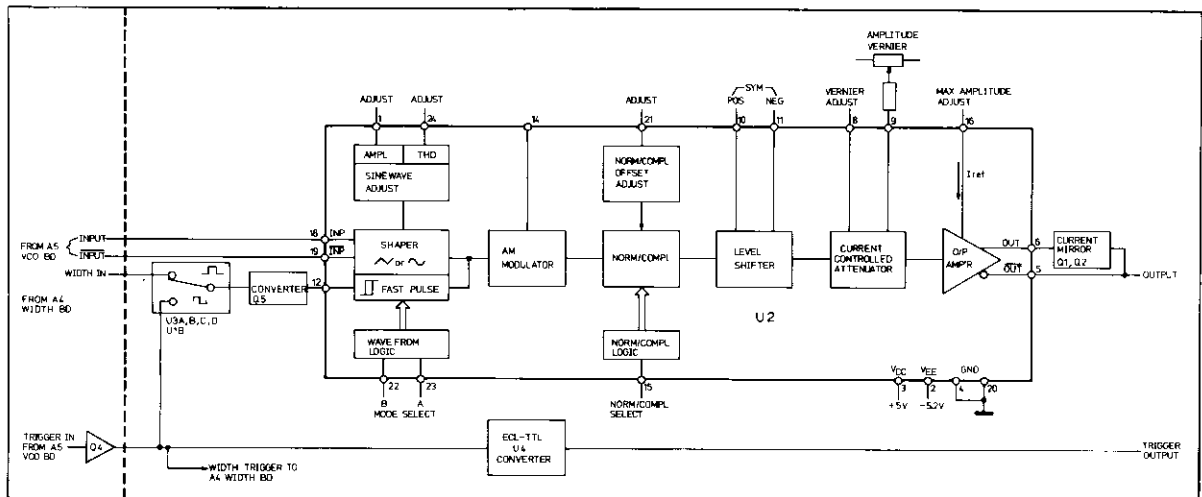 AMPLITUDE
VERNIER
ADJUST
ADJUST
ADJUST
SYM
POS
NEG
VERNIER
ADJUST
MAX AMPLITUDE
ADJUST
1
24
14
21
10
11
8
9
16
AMPL
THD
SINEWAVE
ADJUST
NORM/COMPL
OFFSET
ADJUST
I ref
FROM A5
VCO BD
INPUT
INPUT
18
INP
19
INP
SHAPER
OR
FAST PULSE
AM
MODULATOR
NORM/COMPL
LEVEL
SHIFTER
CURRENT
CONTROLLED
ATTENUATOR
O/P
AMP'R
OUT
6
OUT
5
CURRENT
MIRROR
Q1, Q2
OUTPUT
WIDTH IN
FROM A4
WIDTH BD
U3A, B, C, D
CONVERTER
Q5
12
U2
WAVE FROM
LOGIC
NORM/COMPL
LOGIC
22
23
15
B
A
MODE SELECT
NORM/COMPL
SELECT
VCC
VEE
GND
3
2
4
20
+5V
-5.2V
TRIGGER IN
FROM A5
VCO BD
Q4
ECL-TTL
U4
CONVERTER
TRIGGER
OUTPUT
WIDTH TRIGGER TO
A4 WIDTH BD